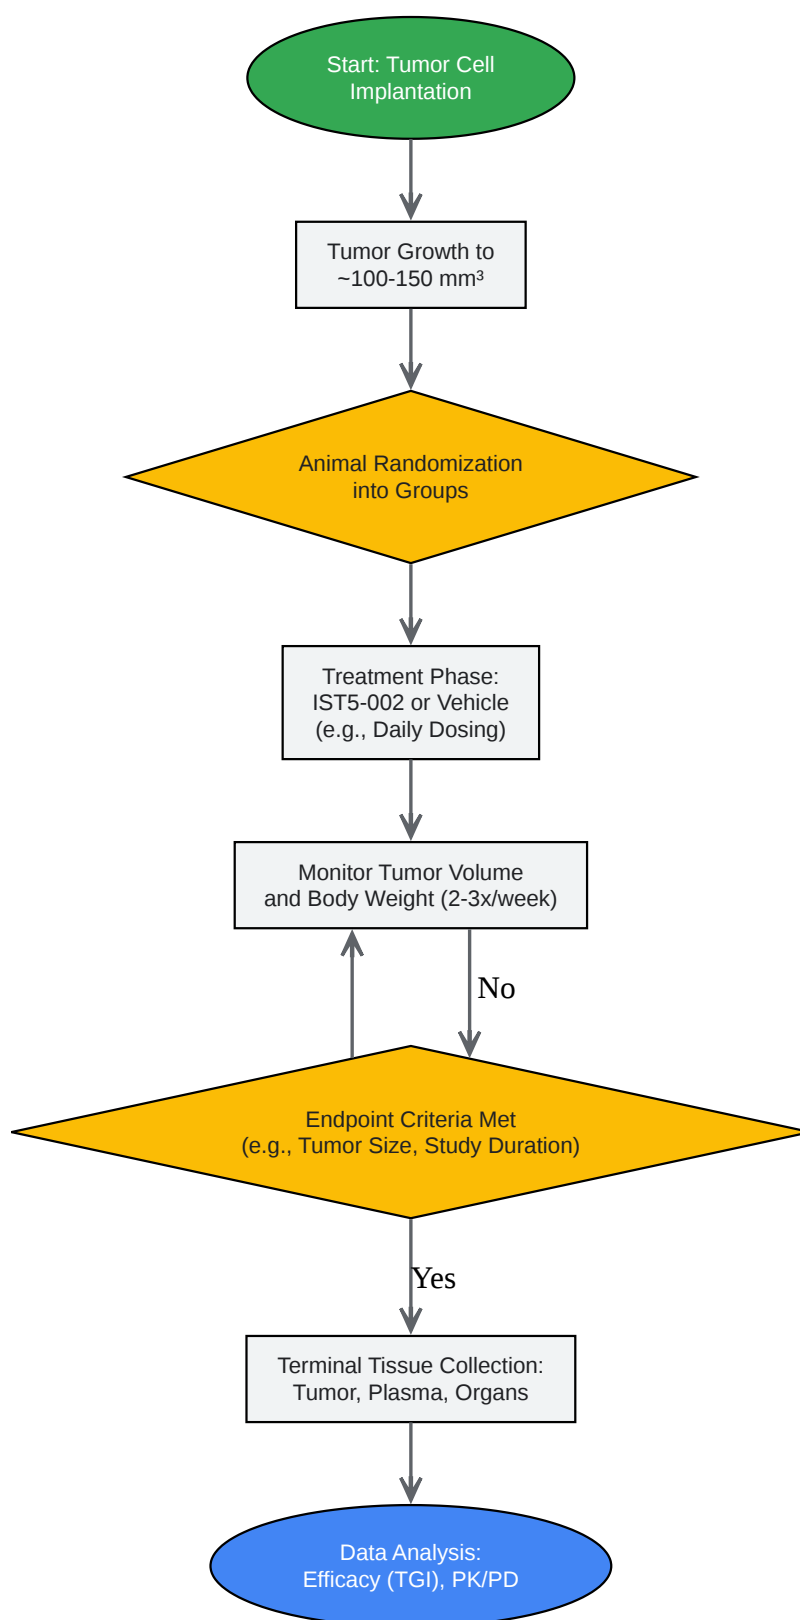 Start: Tumor Cell
Implantation
Tumor Growth to
~100-150 mm³
Animal Randomization
into Groups
Treatment Phase:
IST5-002 or Vehicle
(e.g., Daily Dosing)
Monitor Tumor Volume
and Body Weight (2-3x/week)
No
Endpoint Criteria Met
(e.g., Tumor Size, Study Duration)
Yes
Terminal Tissue Collection:
Tumor, Plasma, Organs
Data Analysis:
Efficacy (TGI), PK/PD